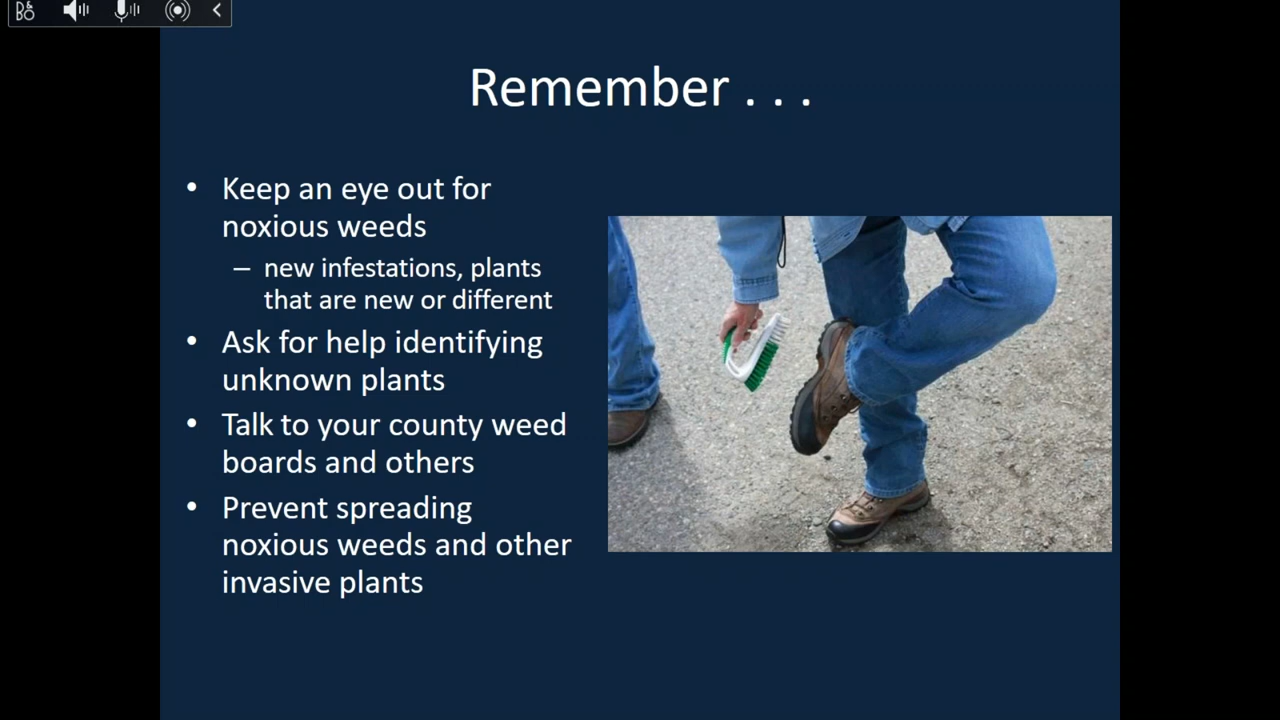 B&O
Remember . . .
• Keep an eye out for
noxious weeds
– new infestations, plants
that are new or different
• Ask for help identifying
unknown plants
• Talk to your county weed
boards and others
• Prevent spreading
noxious weeds and other
invasive plants